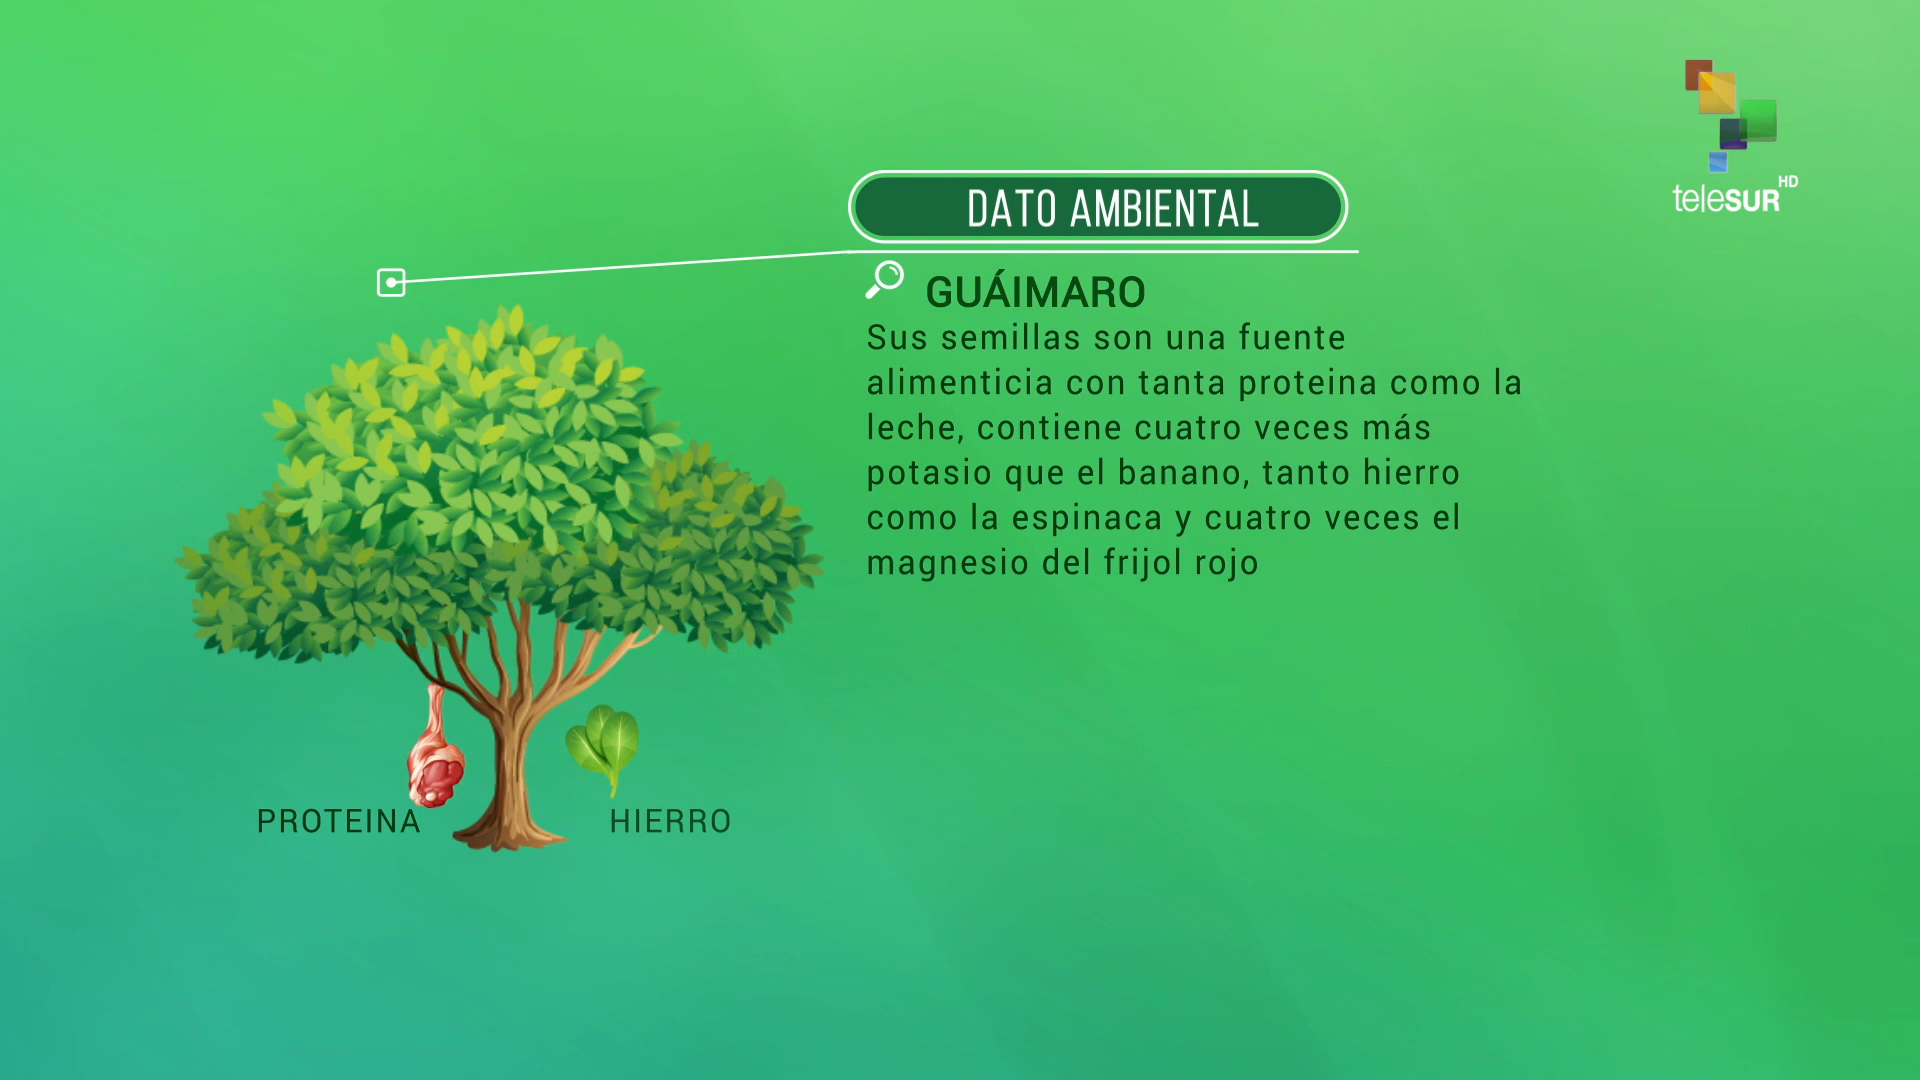 teleSUR HD
DATO AMBIENTAL
GUÁIMARO
Sus semillas son una fuente
alimenticia con tanta proteina como la
leche, contiene cuatro veces más
potasio que el banano, tanto hierro
como la espinaca y cuatro veces el
magnesio del frijol rojo
PROTEINA
HIERRO